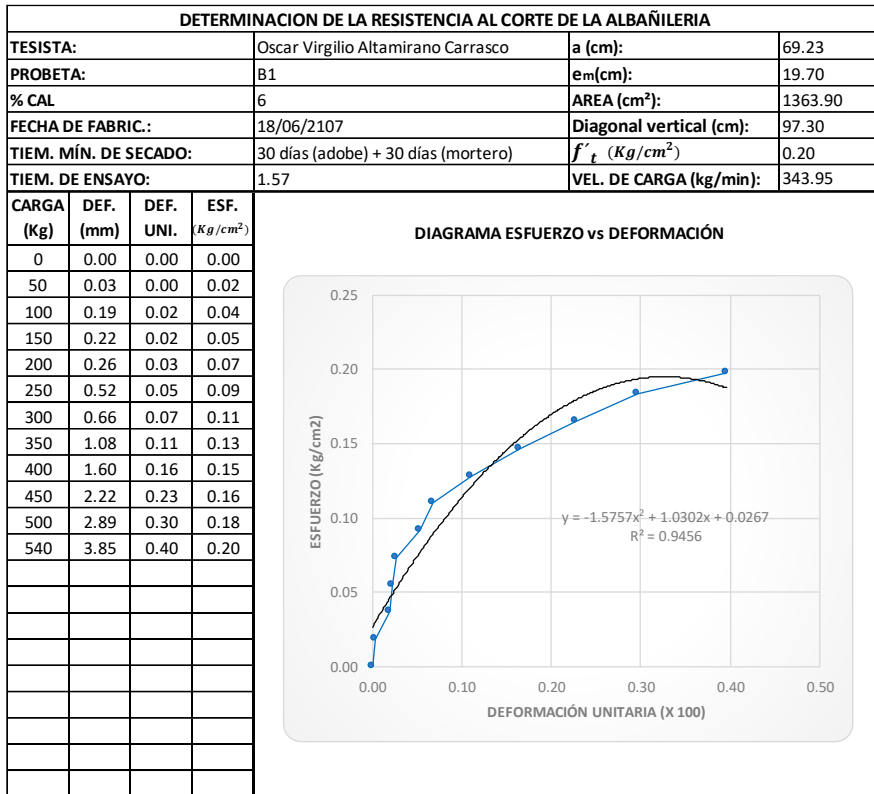 DETERMINACION DE LA RESISTENCIA AL CORTE DE LA ALBAÑILERIA
TESISTA: Oscar Virgilio Altamirano Carrasco a (cm): 69.23
PROBETA: B1 em(cm): 19.70
% CAL 6 AREA (cm²): 1363.90
FECHA DE FABRIC.: 18/06/2107 Diagonal vertical (cm): 97.30
TIEM. MÍN. DE SECADO: 30 días (adobe) + 30 días (mortero) f´t (Kg/cm²) 0.20
TIEM. DE ENSAYO: 1.57 VEL. DE CARGA (kg/min): 343.95
CARGA DEF. DEF. ESF.
(Kg) (mm) UNI. (Kg/cm²)
0 0.00 0.00 0.00
50 0.03 0.00 0.02
100 0.19 0.02 0.04
150 0.22 0.02 0.05
200 0.26 0.03 0.07
250 0.52 0.05 0.09
300 0.66 0.07 0.11
350 1.08 0.11 0.13
400 1.60 0.16 0.15
450 2.22 0.23 0.16
500 2.89 0.30 0.18
540 3.85 0.40 0.20
DIAGRAMA ESFUERZO vs DEFORMACIÓN
ESFUERZO (Kg/cm2)
0.25
0.20
0.15
0.10
0.05
0.00
y = -1.5757x² + 1.0302x + 0.0267
R² = 0.9456
0.00 0.10 0.20 0.30 0.40 0.50
DEFORMACIÓN UNITARIA (X 100)